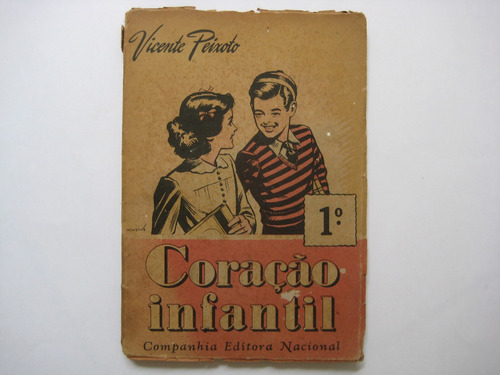 Vicente Peixoto
1º
Coração
infantil
Companhia Editora Nacional